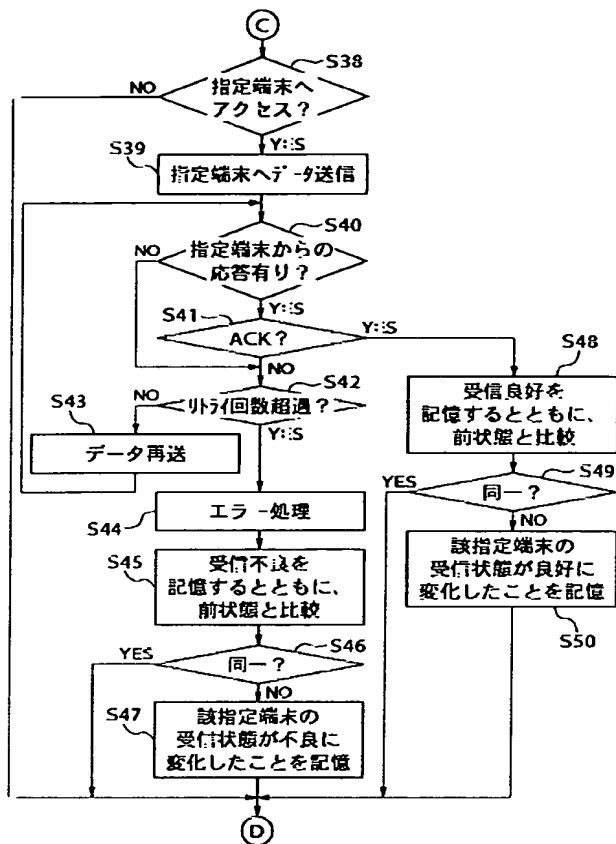 C
S38
NO
指定端末へ
アクセス？
YES
S39
指定端末へデータ送信
S40
NO
指定端末からの
応答有り？
YES
S41
ACK？
YES
NO
S42
NO
リトライ回数超過？
YES
S43
データ再送
S44
エラー処理
S45
受信不良を
記憶するとともに、
前状態と比較
YES
S46
同一？
NO
S47
該指定端末の
受信状態が不良に
変化したことを記憶
S48
受信良好を
記憶するとともに、
前状態と比較
YES
S49
同一？
NO
該指定端末の
受信状態が良好に
変化したことを記憶
S50
D